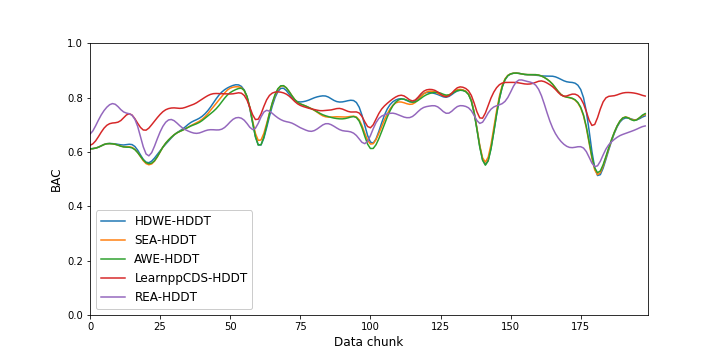 1.0
0.8
0.6
0.4
0.2
0.0
BAC
HDWE-HDDT
SEA-HDDT
AWE-HDDT
LearnppCDS-HDDT
REA-HDDT
0 25 50 75 100 125 150 175
Data chunk